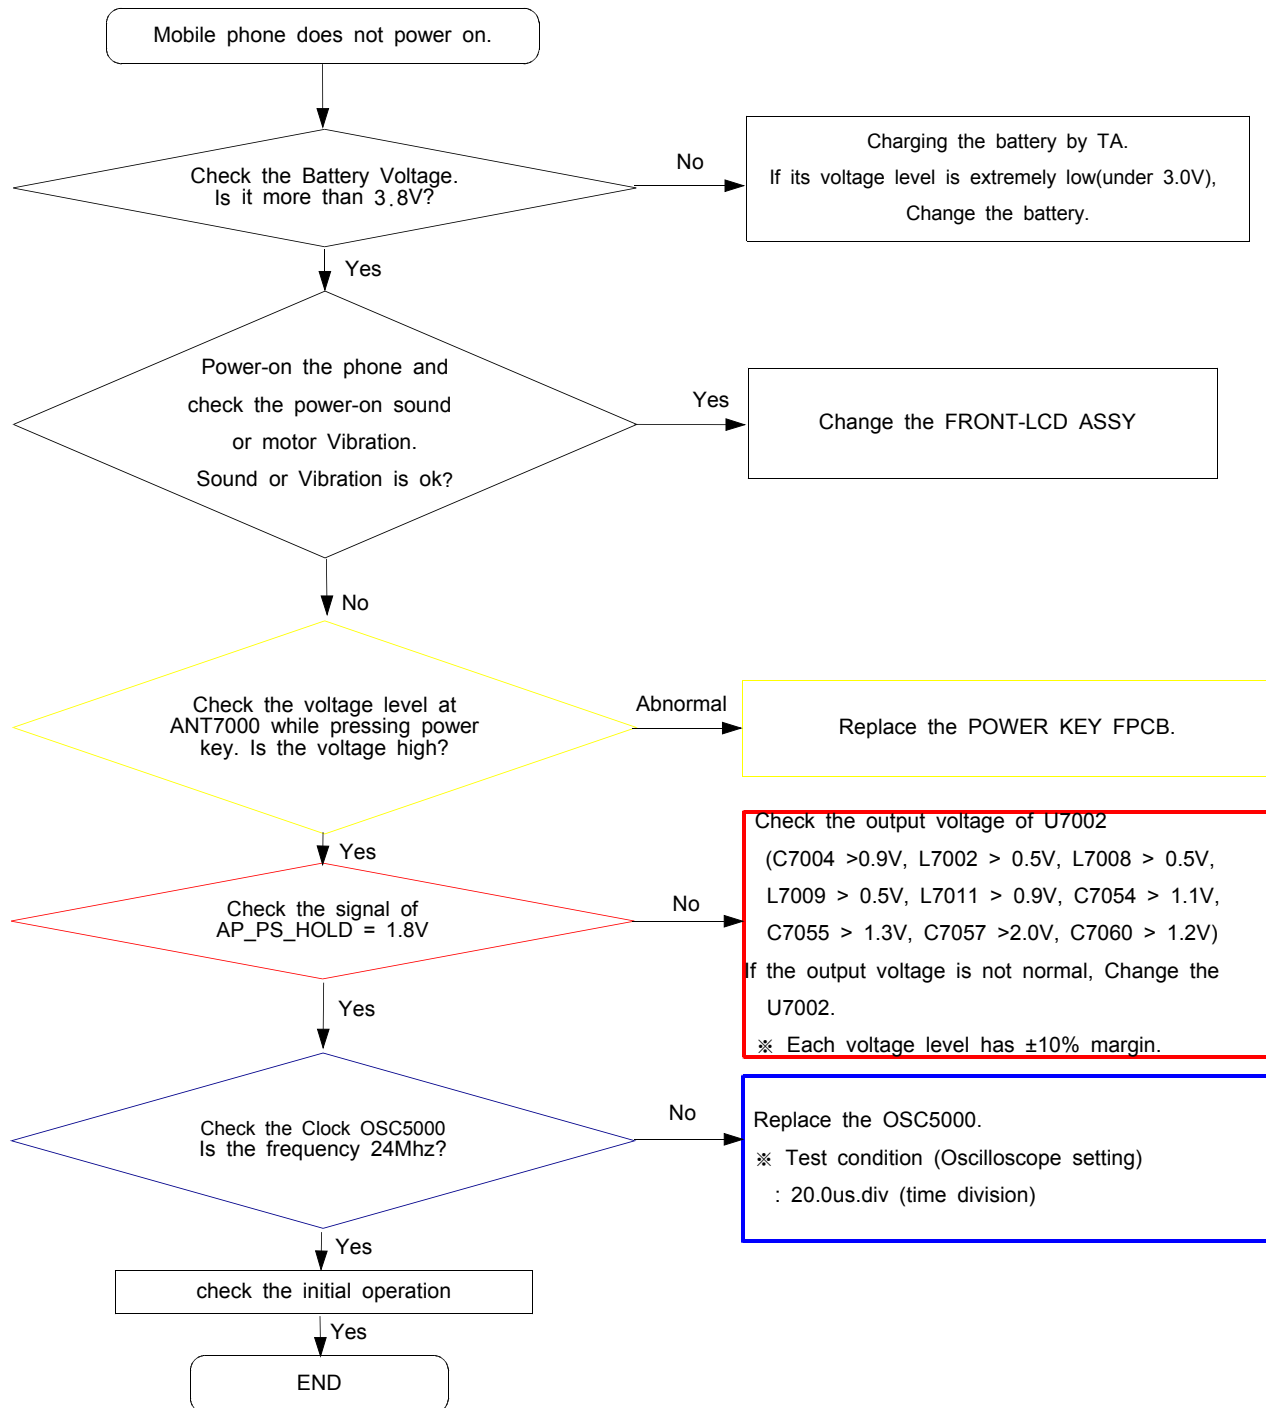 Mobile phone does not power on.
Check the Battery Voltage.
Is it more than 3.8V?
No
Charging the battery by TA.
If its voltage level is extremely low(under 3.0V),
Change the battery.
Yes
Power-on the phone and
check the power-on sound
or motor Vibration.
Sound or Vibration is ok?
Yes
Change the FRONT-LCD ASSY
No
Check the voltage level at
ANT7000 while pressing power
key. Is the voltage high?
Abnormal
Replace the POWER KEY FPCB.
Yes
Check the signal of
AP_PS_HOLD = 1.8V
No
Check the output voltage of U7002
(C7004 >0.9V, L7002 > 0.5V, L7008 > 0.5V,
L7009 > 0.5V, L7011 > 0.9V, C7054 > 1.1V,
C7055 > 1.3V, C7057 >2.0V, C7060 > 1.2V)
If the output voltage is not normal, Change the
U7002.
※ Each voltage level has ±10% margin.
Yes
Check the Clock OSC5000
Is the frequency 24Mhz?
No
Replace the OSC5000.
※ Test condition (Oscilloscope setting)
: 20.0us.div (time division)
Yes
check the initial operation
Yes
END